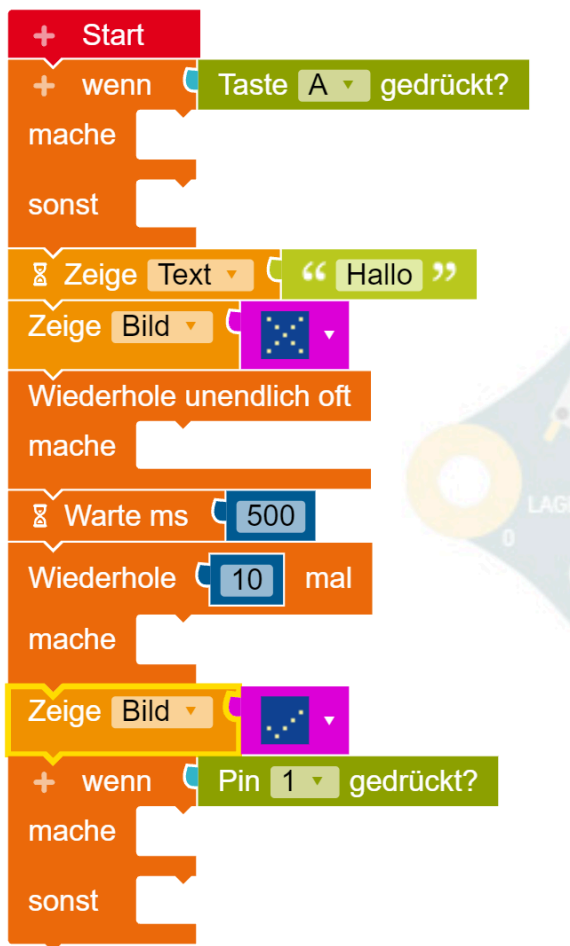 + Start
+ wenn Taste A gedrückt?
mache
sonst
Zeige Text “ Hallo ”
Zeige Bild
Wiederhole unendlich oft
mache
Warte ms 500
Wiederhole 10 mal
mache
Zeige Bild
+ wenn Pin 1 gedrückt?
mache
sonst
0